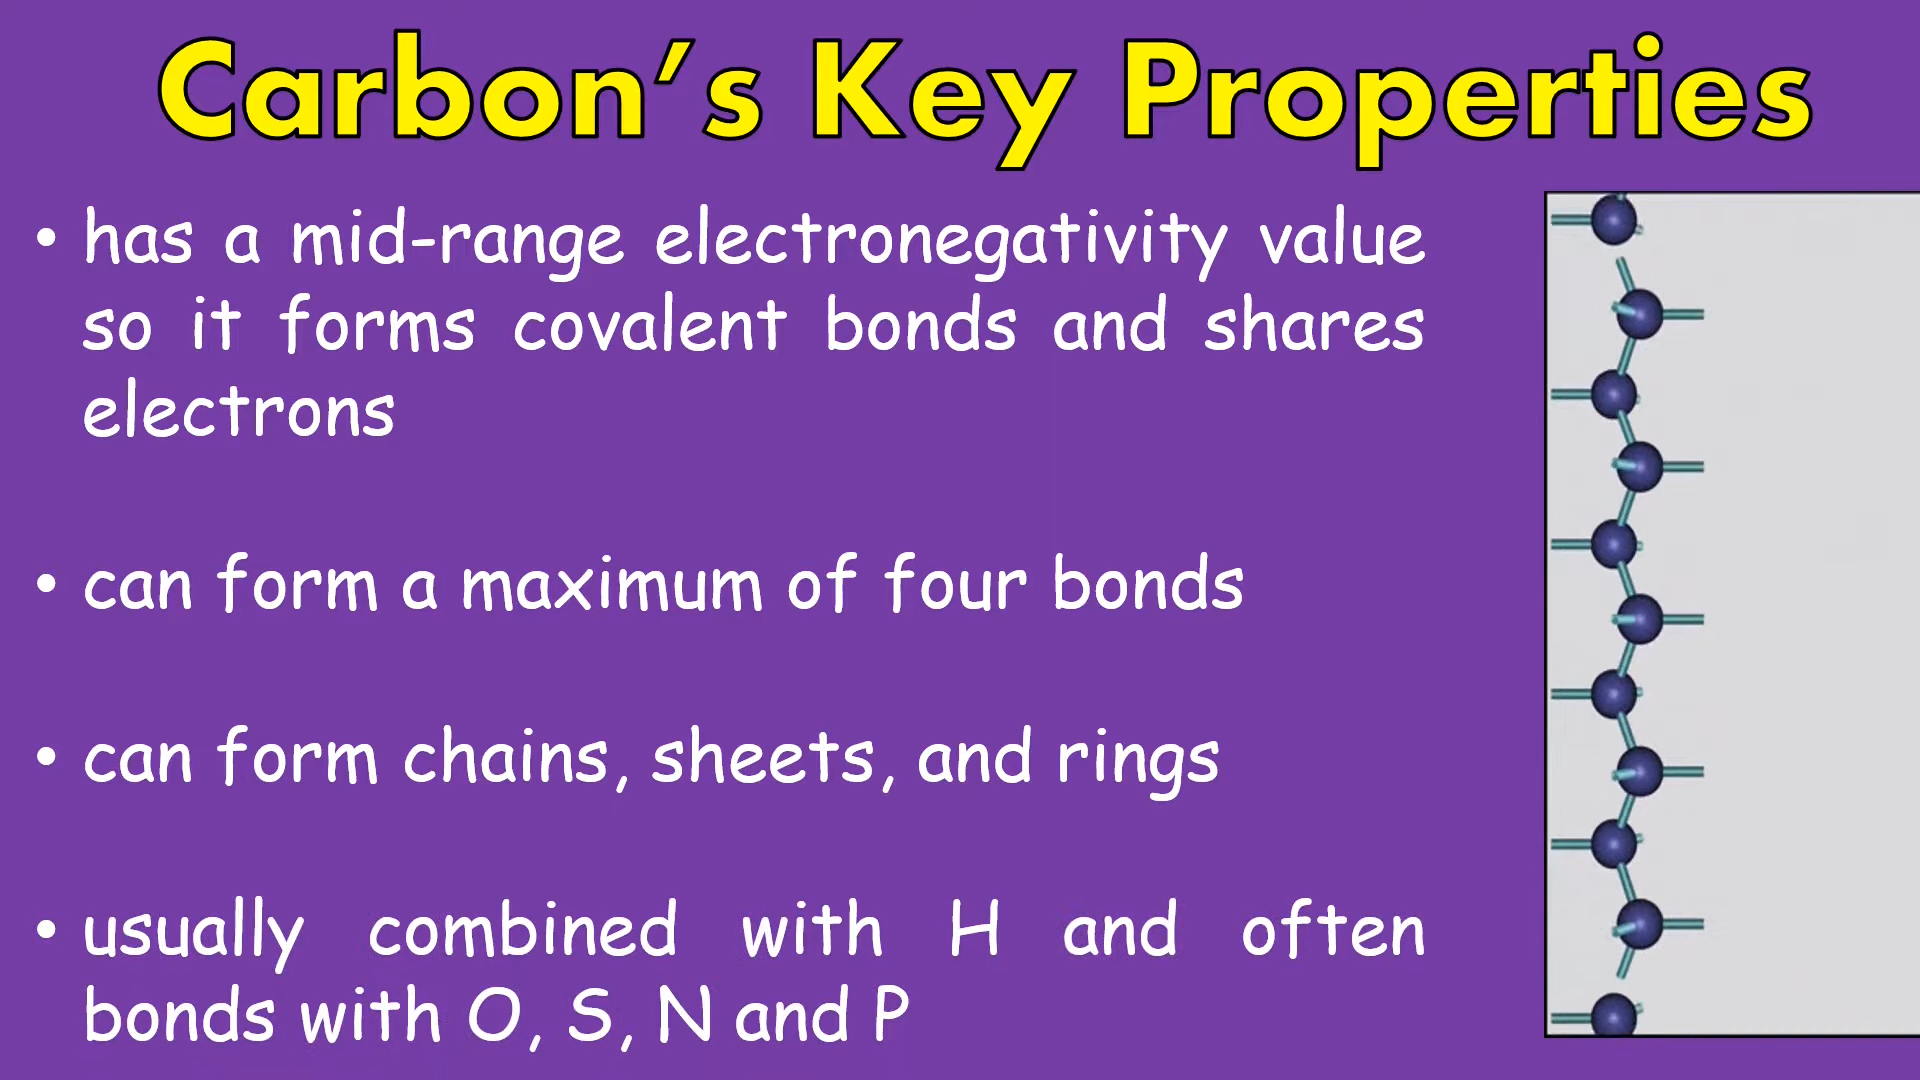 Carbon’s Key Properties
• has a mid-range electronegativity value
so it forms covalent bonds and shares
electrons
• can form a maximum of four bonds
• can form chains, sheets, and rings
• usually combined with H and often
bonds with O, S, N and P